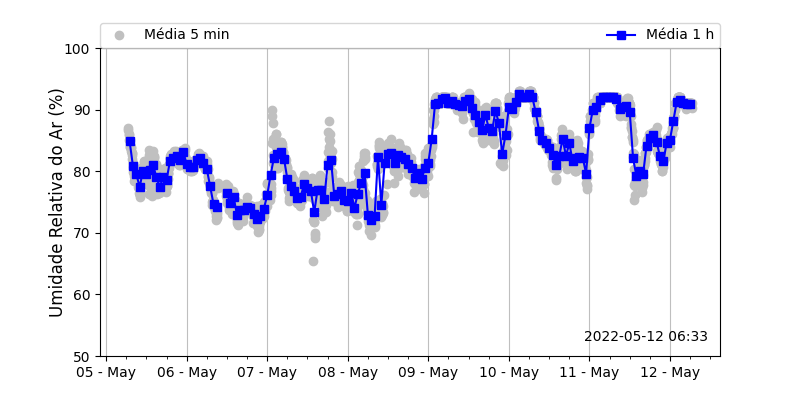 Média 5 min
Média 1 h
Umidade Relativa do Ar (%)
100
90
80
70
60
50
2022-05-12 06:33
05 - May
06 - May
07 - May
08 - May
09 - May
10 - May
11 - May
12 - May